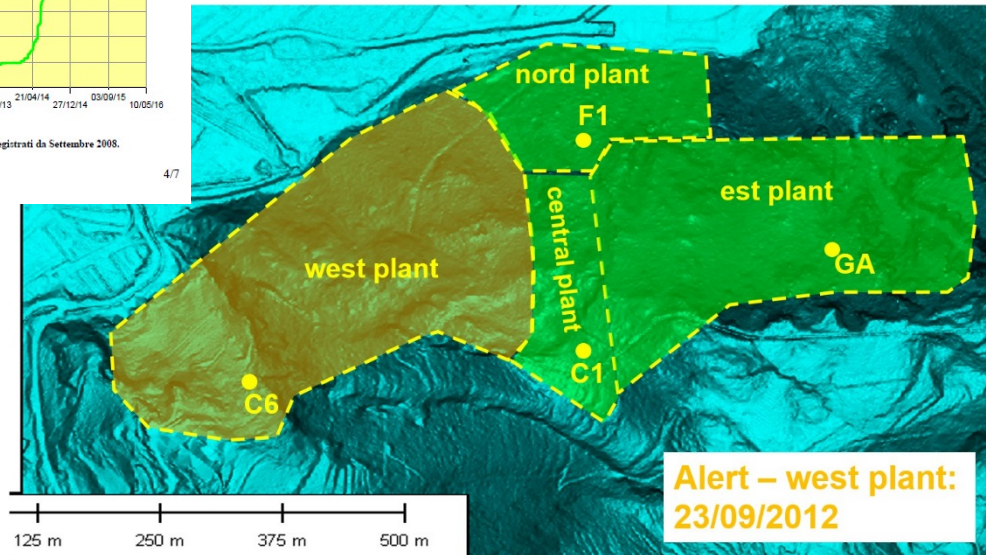 21/04/14
27/12/14
03/09/15
10/05/16
Settembre 2008.
4/7
nord plant
F1
est plant
central plant
west plant
GA
C1
C6
Alert – west plant:
23/09/2012
125 m 250 m 375 m 500 m